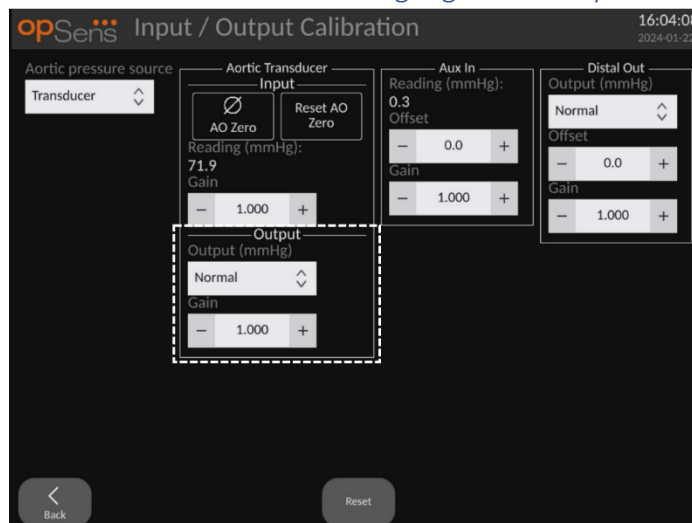 opSens Input / Output Calibration
16:04:08
2024-01-22
Aortic pressure source
Transducer
Aortic Transducer
Input
AO Zero
Reset AO
Zero
Reading (mmHg):
71.9
Gain
− 1.000 +
Output
Output (mmHg)
Normal
Gain
− 1.000 +
Aux In
Reading (mmHg):
0.3
Offset
− 0.0 +
Gain
− 1.000 +
Distal Out
Output (mmHg)
Normal
Offset
− 0.0 +
Gain
− 1.000 +
Back
Reset